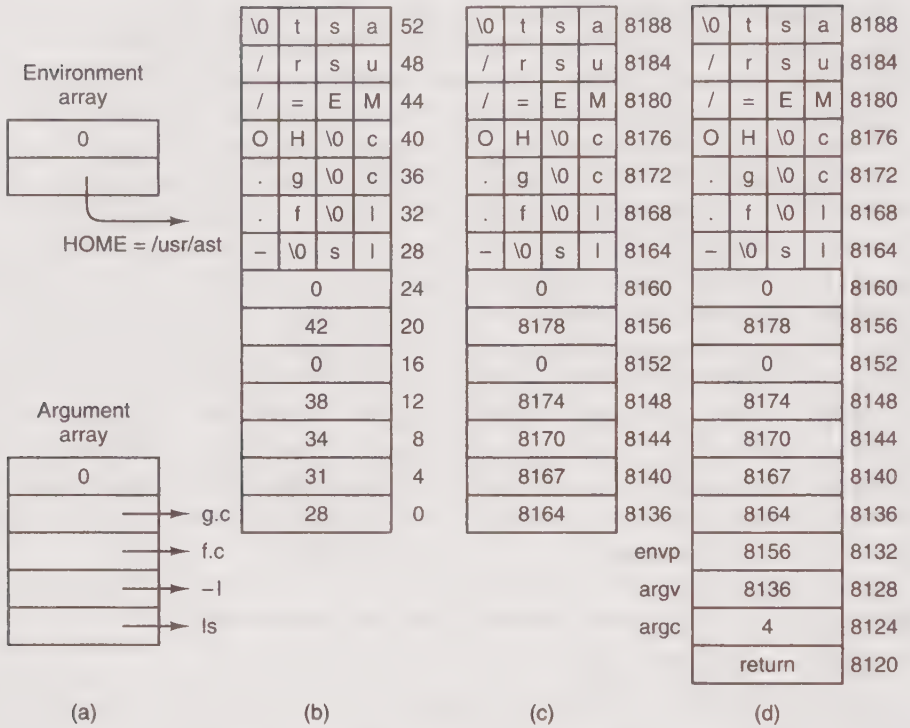 Environment
array
0
HOME = /usr/ast
Argument
array
0
g.c
f.c
–l
ls
(a)
\0 t s a 52
/ r s u 48
/ = E M 44
O H \0 c 40
. g \0 c 36
. f \0 l 32
– \0 s l 28
0 24
42 20
0 16
38 12
34 8
31 4
28 0
(b)
\0 t s a 8188
/ r s u 8184
/ = E M 8180
O H \0 c 8176
. g \0 c 8172
. f \0 l 8168
– \0 s l 8164
0 8160
8178 8156
0 8152
8174 8148
8170 8144
8167 8140
8164 8136
(c)
\0 t s a 8188
/ r s u 8184
/ = E M 8180
O H \0 c 8176
. g \0 c 8172
. f \0 l 8168
– \0 s l 8164
0 8160
8178 8156
0 8152
8174 8148
8170 8144
8167 8140
8164 8136
envp 8156 8132
argv 8136 8128
argc 4 8124
return 8120
(d)